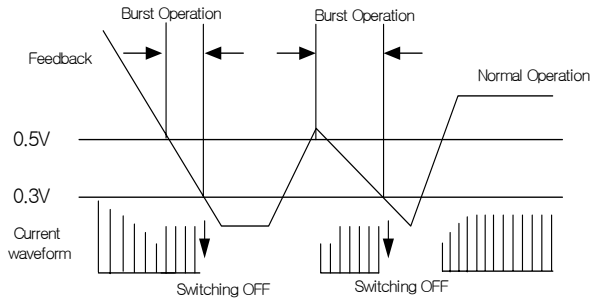 Burst Operation
Burst Operation
Feedback
Normal Operation
0.5V
0.3V
Current
waveform
Switching OFF
Switching OFF